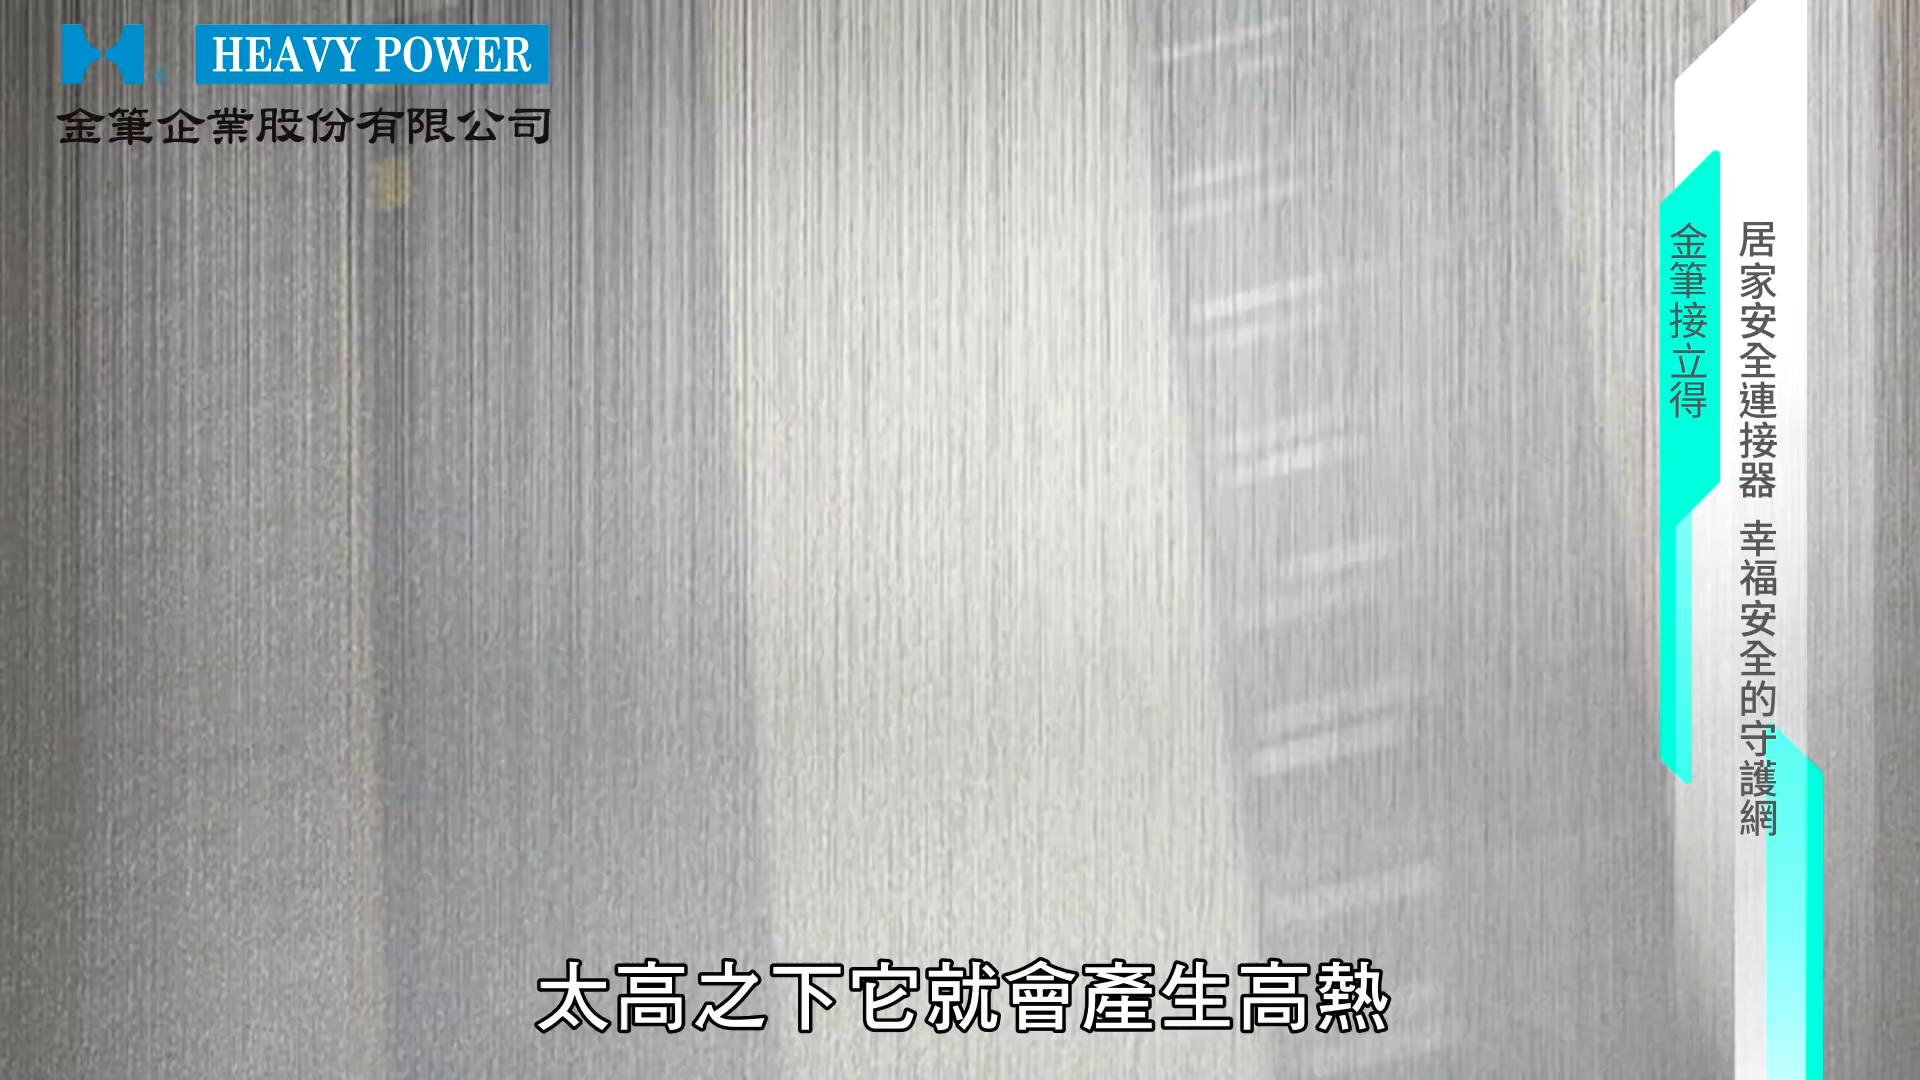 HEAVY POWER
金筆企業股份有限公司
居家安全連接器 幸福安全的守護網
金筆接立得
太高之下它就會產生高熱